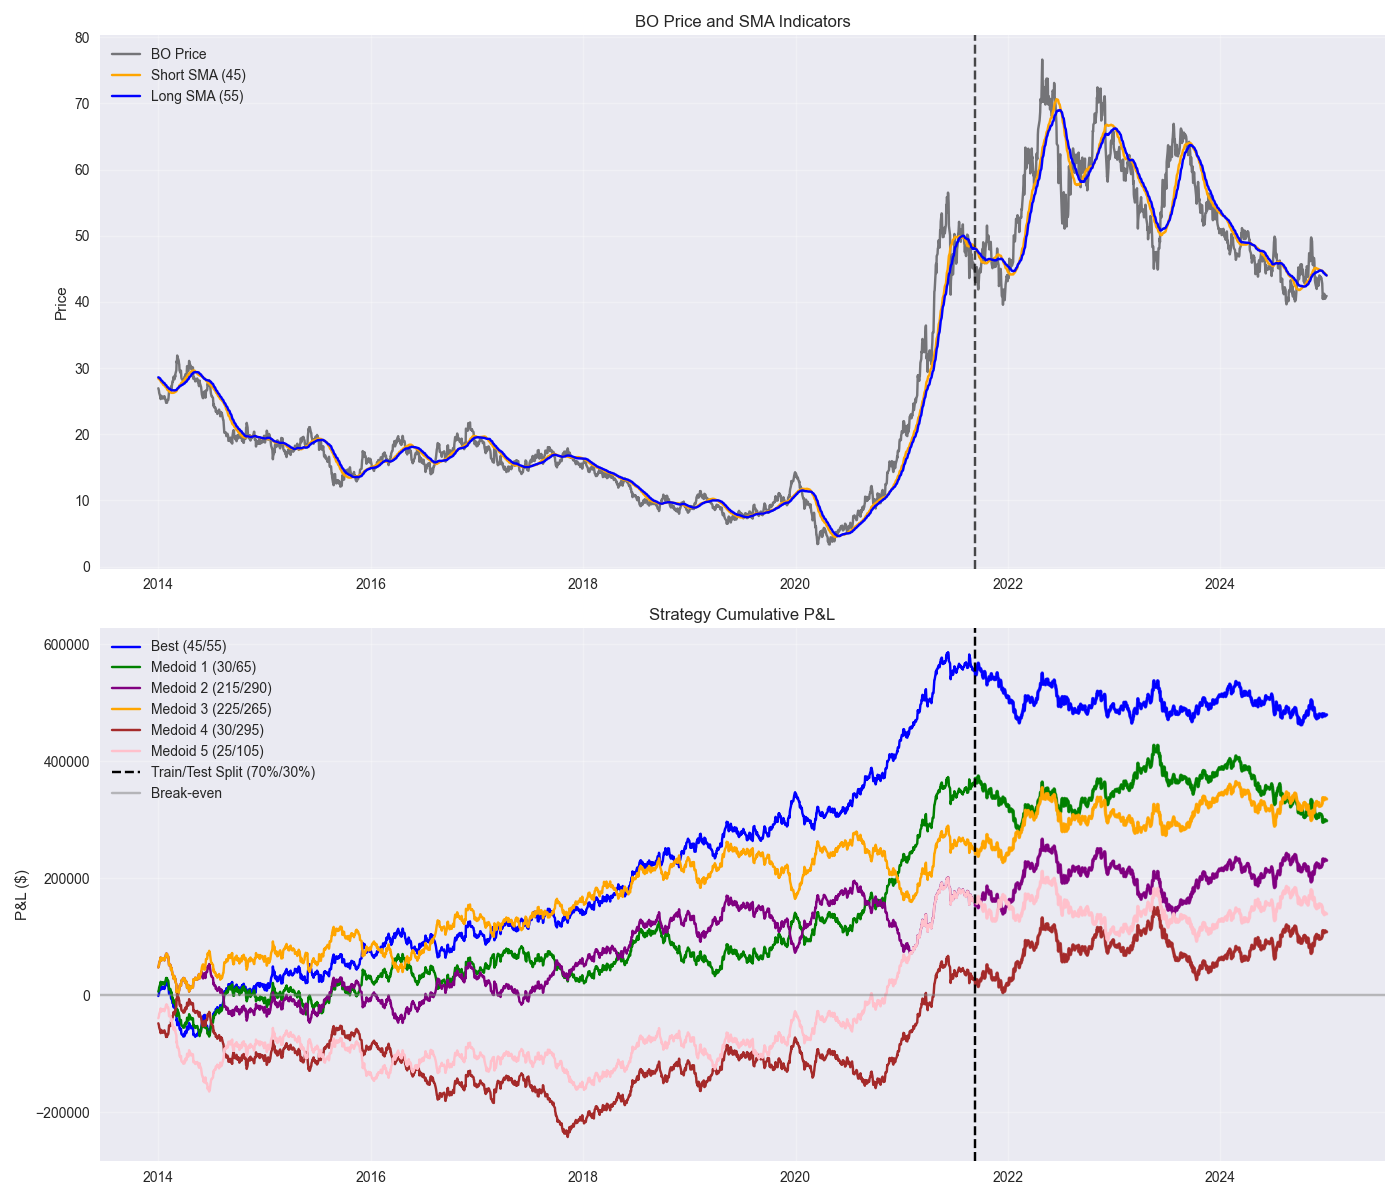 BO Price and SMA Indicators
BO Price
Short SMA (45)
Long SMA (55)
Price
80
70
60
50
40
30
20
10
0
2014
2016
2018
2020
2022
2024
Strategy Cumulative P&L
Best (45/55)
Medoid 1 (30/65)
Medoid 2 (215/290)
Medoid 3 (225/265)
Medoid 4 (30/295)
Medoid 5 (25/105)
Train/Test Split (70%/30%)
Break-even
P&L ($)
600000
400000
200000
0
−200000
2014
2016
2018
2020
2022
2024